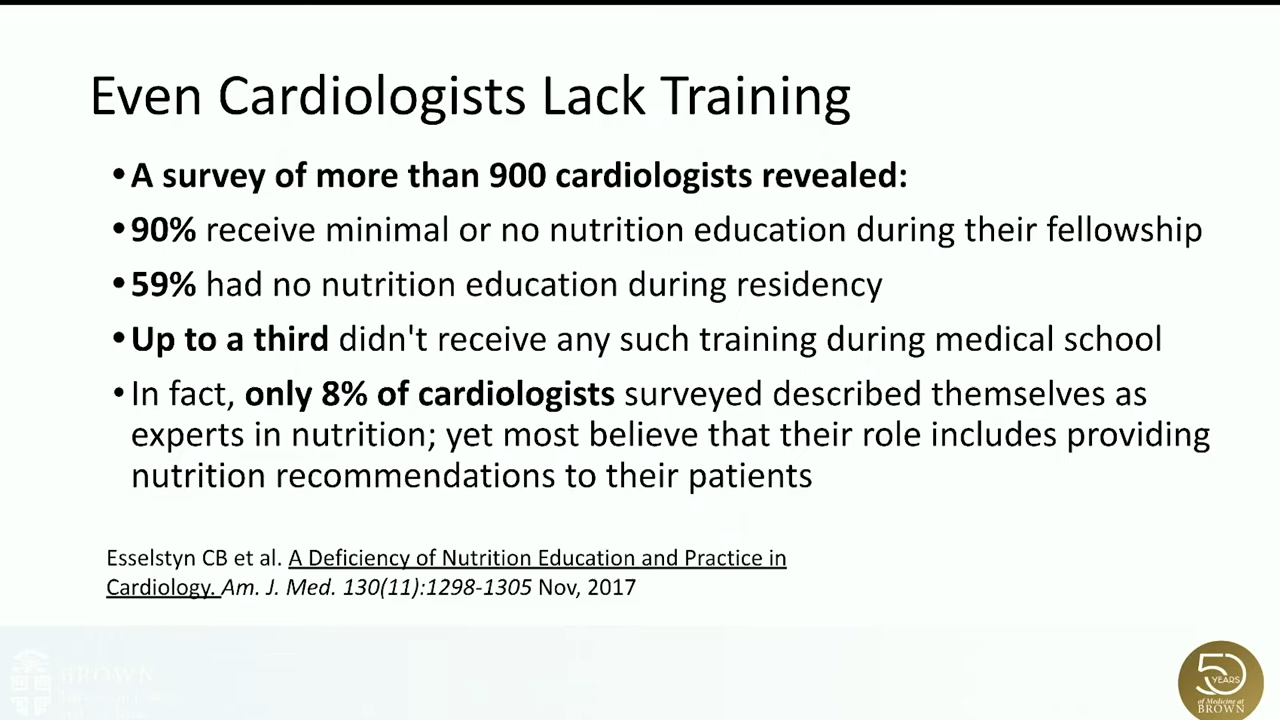 Even Cardiologists Lack Training
•A survey of more than 900 cardiologists revealed:
•90% receive minimal or no nutrition education during their fellowship
•59% had no nutrition education during residency
•Up to a third didn't receive any such training during medical school
•In fact, only 8% of cardiologists surveyed described themselves as
experts in nutrition; yet most believe that their role includes providing
nutrition recommendations to their patients
Esselstyn CB et al. A Deficiency of Nutrition Education and Practice in
Cardiology. Am. J. Med. 130(11):1298-1305 Nov, 2017
BROWN
50
YEARS
of Medicine at
BROWN